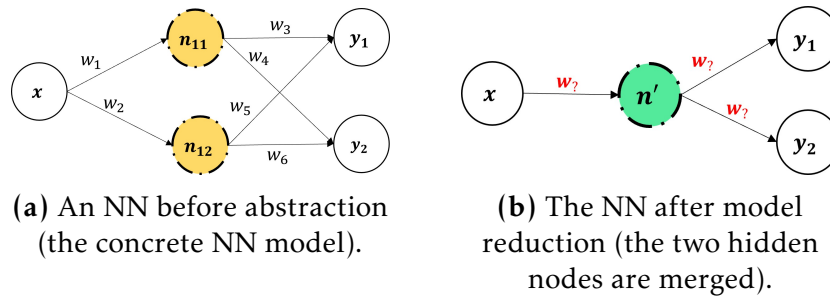 x
w1
w2
n11
n12
w3
w4
w5
w6
y1
y2
(a) An NN before abstraction
(the concrete NN model).
x
w?
n′
w?
w?
y1
y2
(b) The NN after model
reduction (the two hidden
nodes are merged).